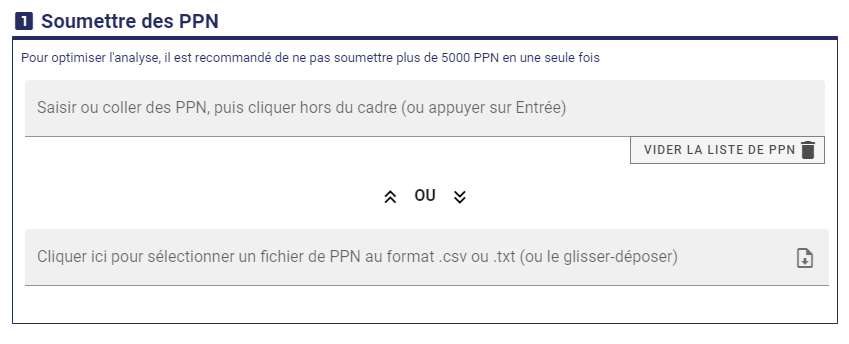 1 Soumettre des PPN
Pour optimiser l'analyse, il est recommandé de ne pas soumettre plus de 5000 PPN en une seule fois
Saisir ou coller des PPN, puis cliquer hors du cadre (ou appuyer sur Entrée)
VIDER LA LISTE DE PPN
OU
Cliquer ici pour sélectionner un fichier de PPN au format .csv ou .txt (ou le glisser-déposer)